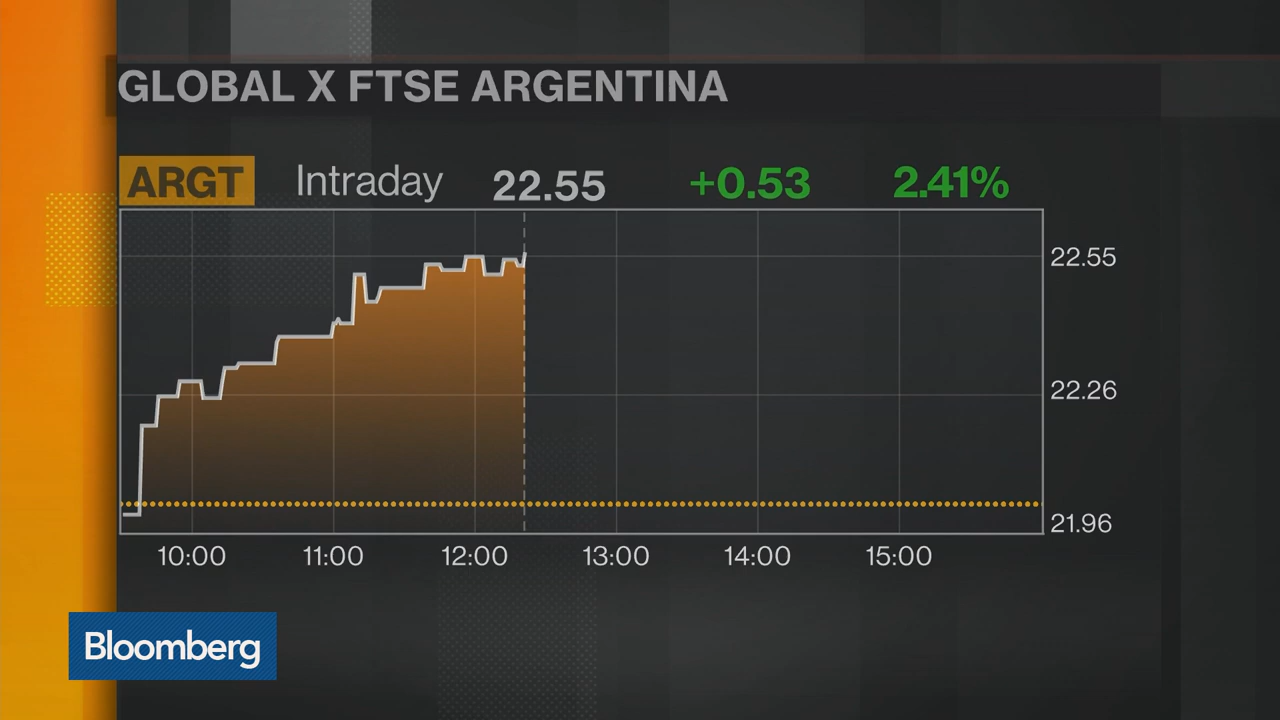 GLOBAL X FTSE ARGENTINA
ARGT Intraday 22.55 +0.53 2.41%
22.55
22.26
21.96
10:00 11:00 12:00 13:00 14:00 15:00
Bloomberg